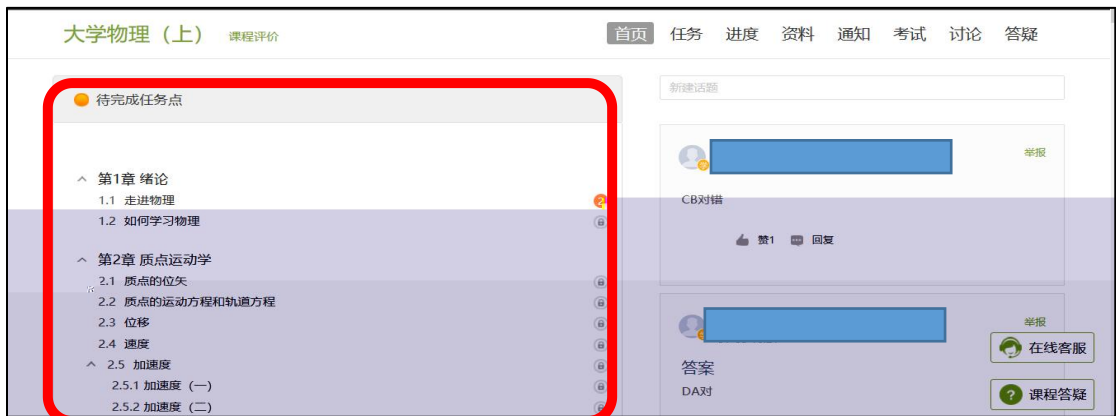 大学物理（上） 课程评价
首页 任务 进度 资料 通知 考试 讨论 答疑
待完成任务点
第1章 绪论
1.1 走进物理 2
1.2 如何学习物理
第2章 质点运动学
2.1 质点的位矢
2.2 质点的运动方程和轨道方程
2.3 位移
2.4 速度
2.5 加速度
2.5.1 加速度（一）
2.5.2 加速度（二）
新建话题
举报
CB对错
赞1 回复
举报
答案
DA对
在线客服
课程答疑